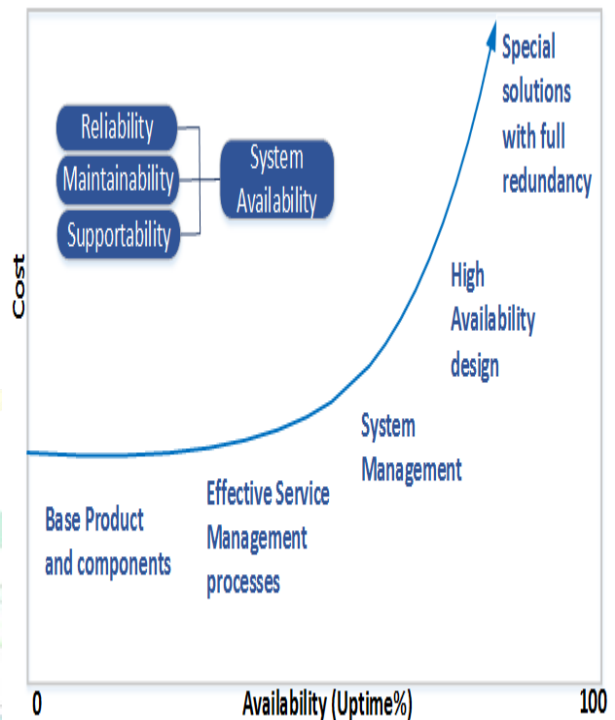 Special
solutions
with full
redundancy
Reliability
Maintainability
Supportability
System
Availability
High
Availability
design
Cost
System
Management
Effective Service
Management
processes
Base Product
and components
0
Availability (Uptime%)
100